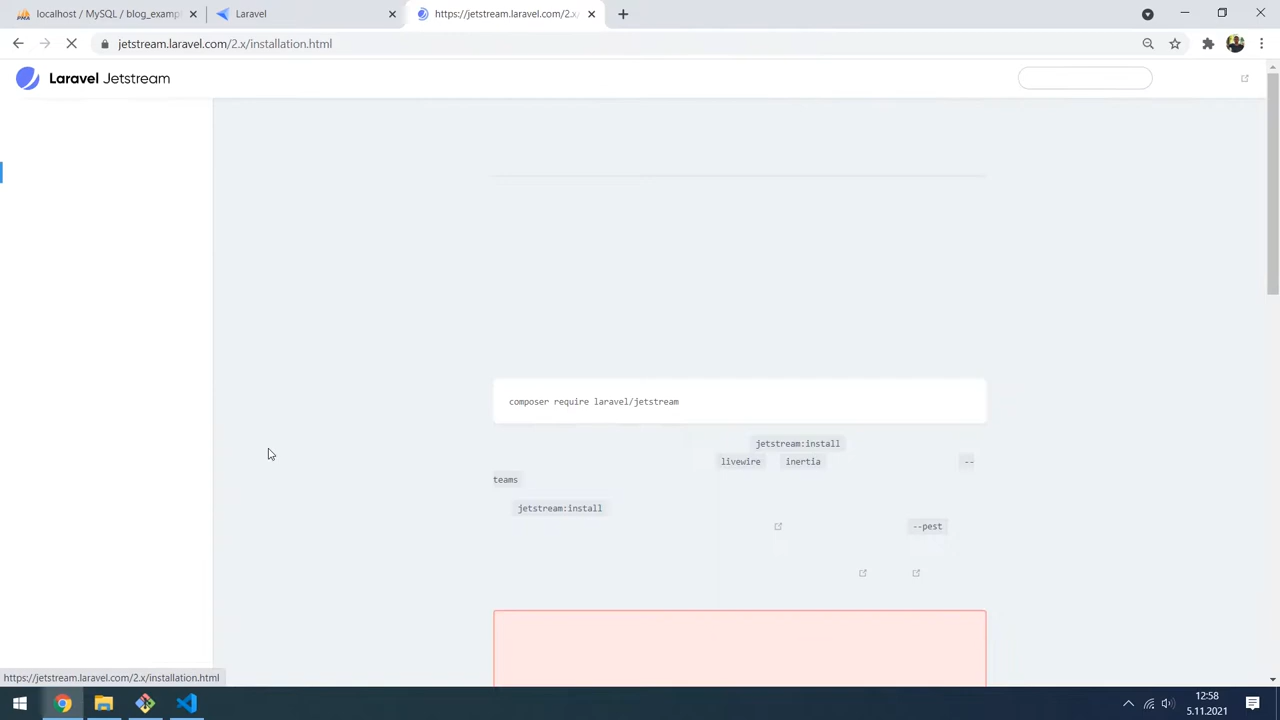 localhost / MySQL / blog_examp
Laravel
https://jetstream.laravel.com/2.x/
jetstream.laravel.com/2.x/installation.html
Laravel Jetstream
composer require laravel/jetstream
jetstream:install
livewire inertia --
teams
jetstream:install
--pest
https://jetstream.laravel.com/2.x/installation.html
12:58
5.11.2021